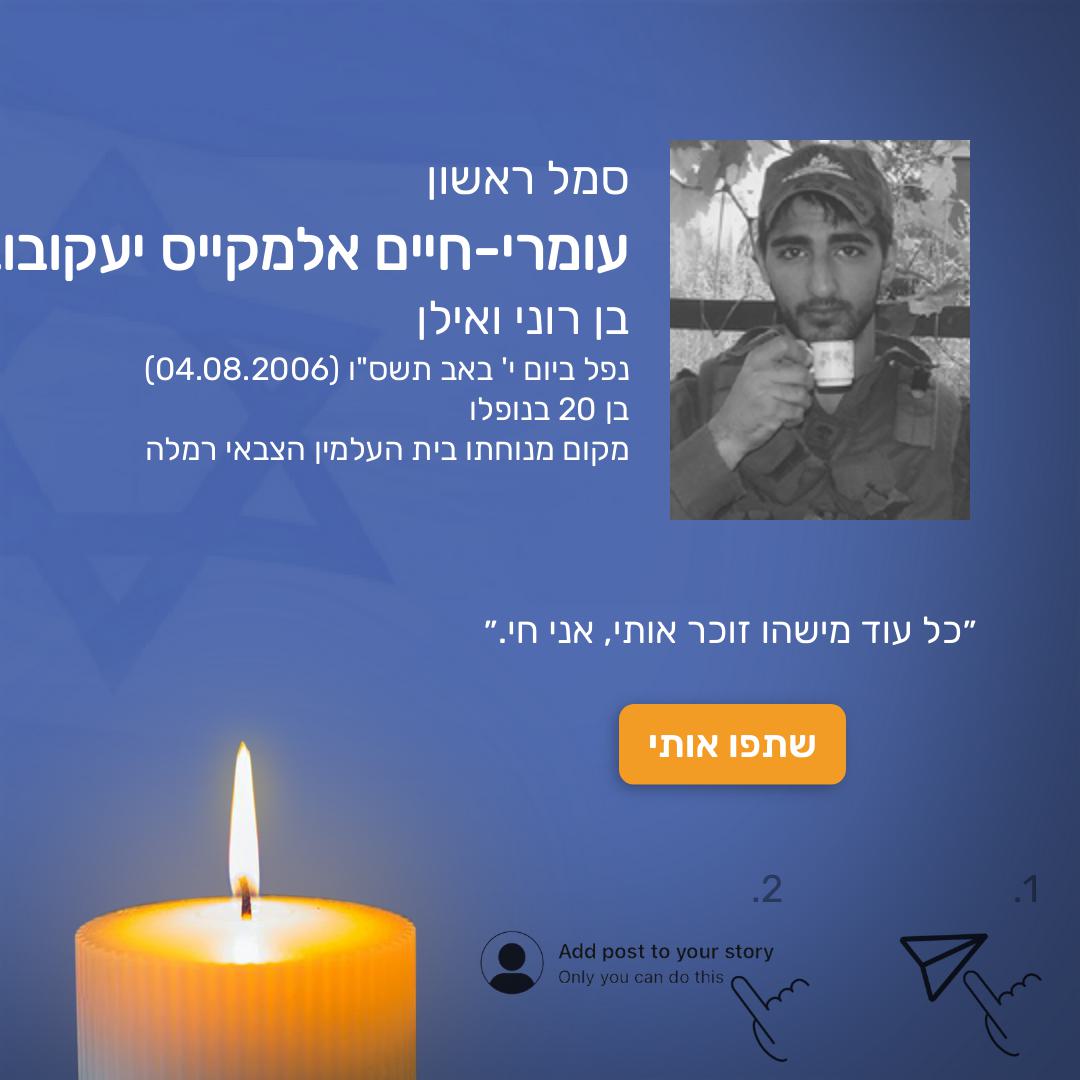 סמל ראשון
עומרי-חיים אלמקייס יעקובו
בן רוני ואילן
נפל ביום י' באב תשס"ו (04.08.2006)
בן 20 בנופלו
מקום מנוחתו בית העלמין הצבאי רמלה
״כל עוד מישהו זוכר אותי, אני חי.״
שתפו אותי
.1
.2
Add post to your story
Only you can do this